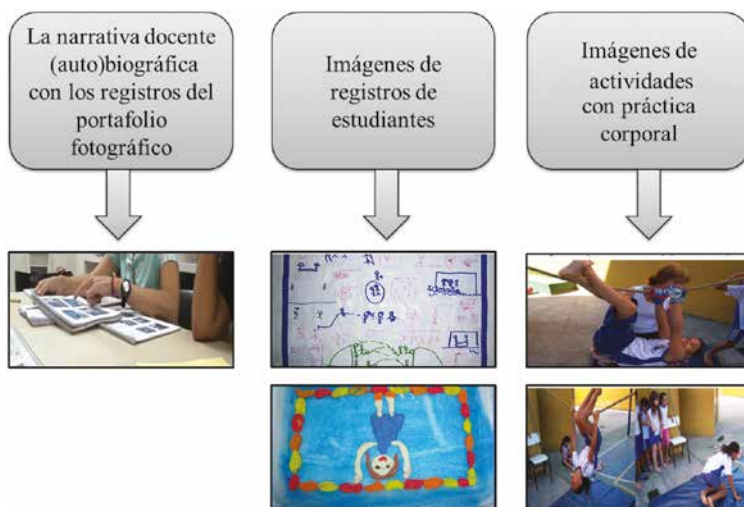 La narrativa docente
(auto)biográfica
con los registros del
portafolio
fotográfico
Imágenes de
registros de
estudiantes
Imágenes de
actividades
con práctica
corporal